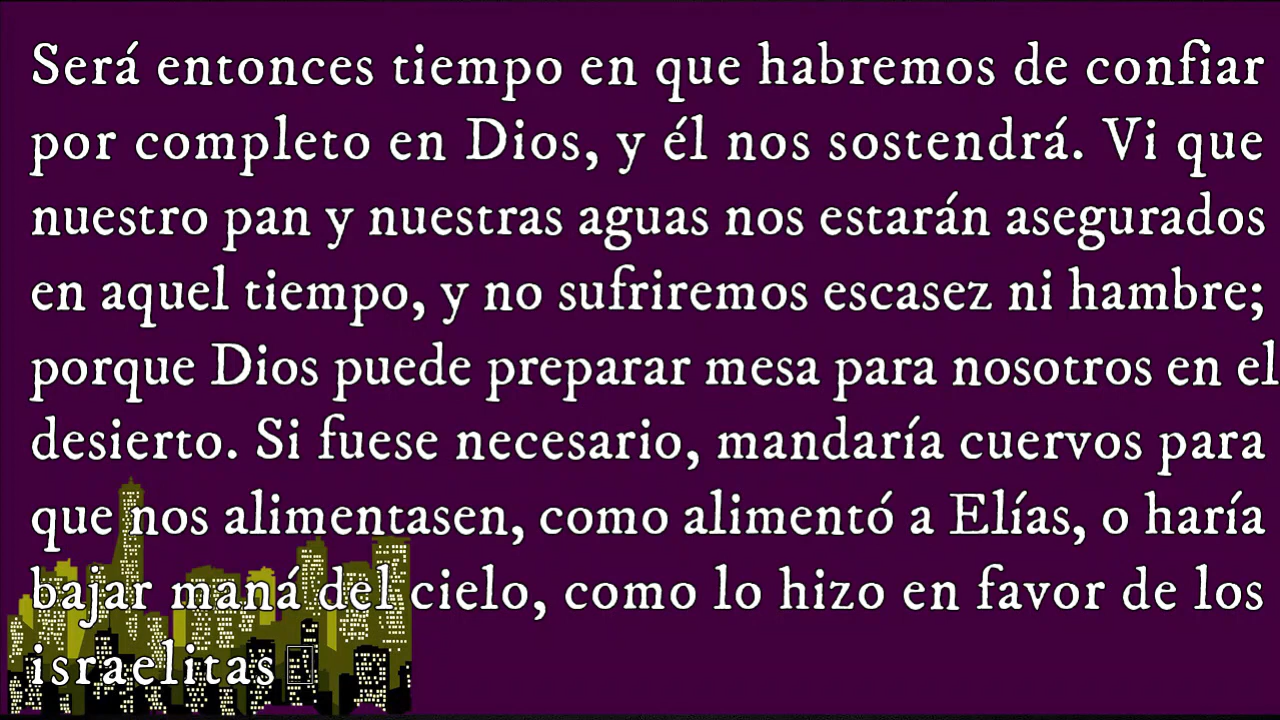 Será entonces tiempo en que habremos de confiar
por completo en Dios, y él nos sostendrá. Vi que
nuestro pan y nuestras aguas nos estarán asegurados
en aquel tiempo, y no sufriremos escasez ni hambre;
porque Dios puede preparar mesa para nosotros en el
desierto. Si fuese necesario, mandaría cuervos para
que nos alimentasen, como alimentó a Elías, o haría
bajar maná del cielo, como lo hizo en favor de los
israelitas